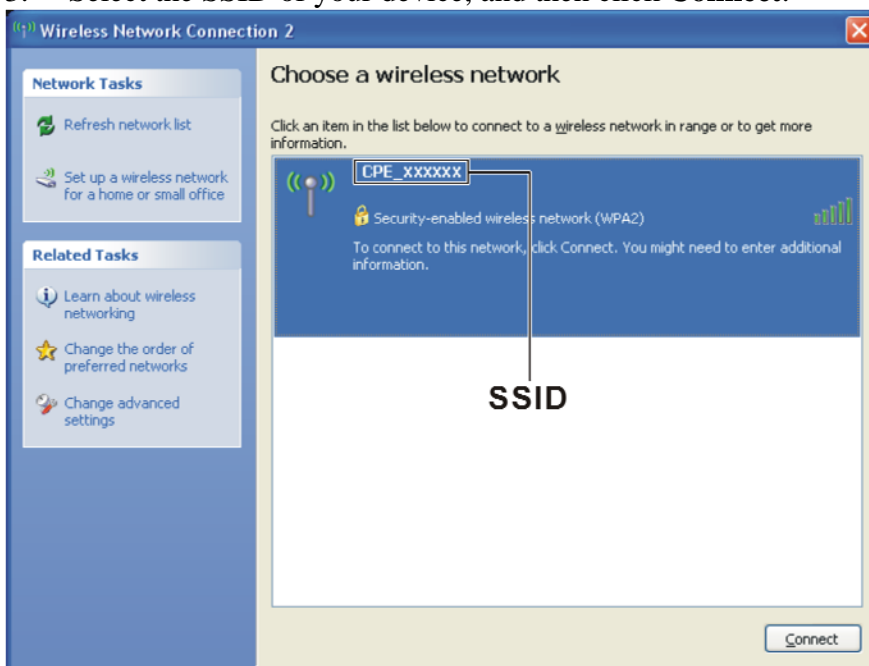 Select the SSID of your device, and then click Connect.
Wireless Network Connection 2
Network Tasks
Refresh network list
Set up a wireless network
for a home or small office
Related Tasks
Learn about wireless
networking
Change the order of
preferred networks
Change advanced
settings
Choose a wireless network
Click an item in the list below to connect to a wireless network in range or to get more
information.
CPE_XXXXXX
Security-enabled wireless network (WPA2)
To connect to this network, click Connect. You might need to enter additional
information.
SSID
Connect